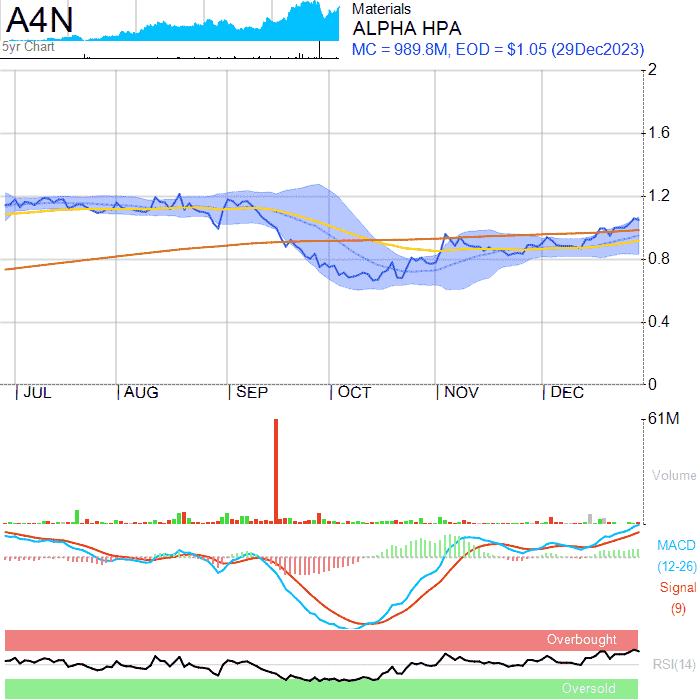 A4N
5yr Chart
Materials
ALPHA HPA
MC = 989.8M, EOD = $1.05 (29Dec2023)
2
1.6
1.2
0.8
0.4
0
JUL AUG SEP OCT NOV DEC
61M
Volume
MACD
(12-26)
Signal
(9)
Overbought
RSI(14)
Oversold